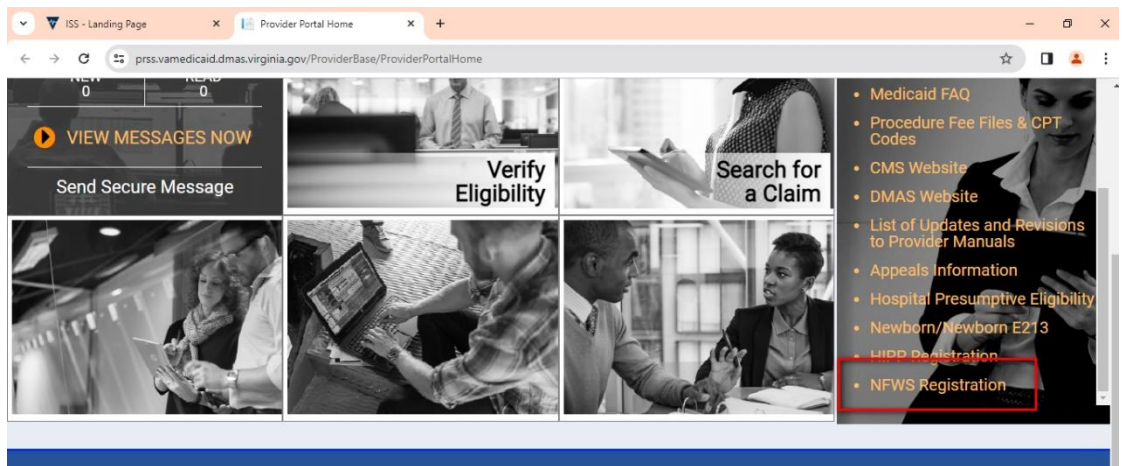 ISS - Landing Page
Provider Portal Home
prss.vamedicaid.dmas.virginia.gov/ProviderBase/ProviderPortalHome
NEW READ
0 0
VIEW MESSAGES NOW
Send Secure Message
Verify
Eligibility
Search for
a Claim
• Medicaid FAQ
• Procedure Fee Files & CPT
Codes
• CMS Website
• DMAS Website
• List of Updates and Revisions
to Provider Manuals
• Appeals Information
• Hospital Presumptive Eligibility
• Newborn/Newborn E213
• HIPP Registration
• NFWS Registration